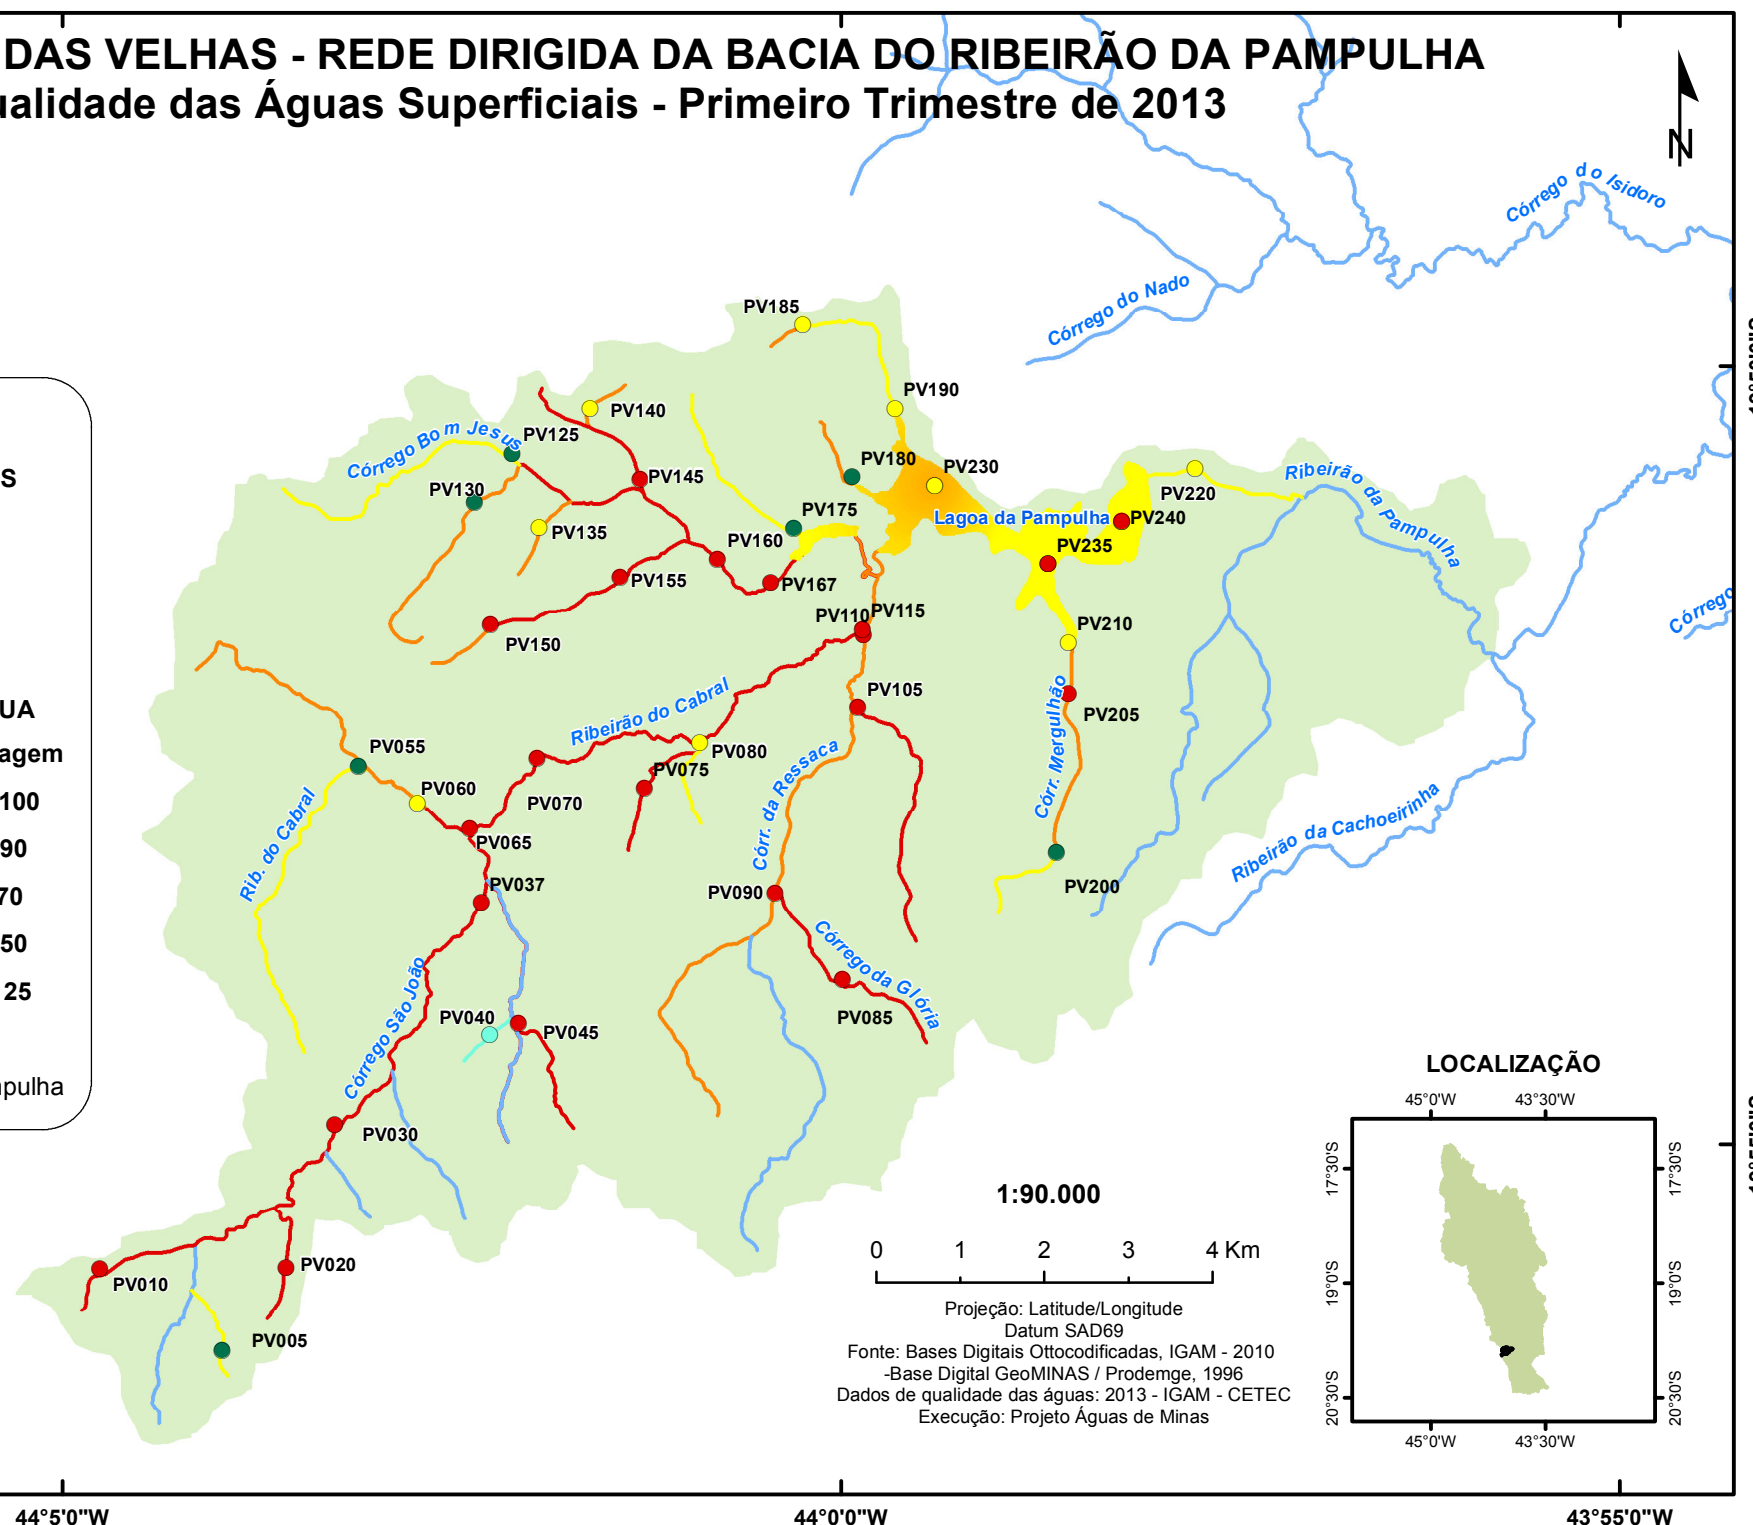 DAS VELHAS - REDE DIRIGIDA DA BACIA DO RIBEIRÃO DA PAMPULHA
ualidade das Águas Superficiais - Primeiro Trimestre de 2013
N
Córrego do Isidoro
Córrego do Nado
PV185
PV190
PV140
Córrego Bom Jesus
PV125
PV180
PV230
Ribeirão da Pampulha
S
PV145
PV130
PV220
PV175
Lagoa da Pampulha
PV240
PV135
PV160
PV235
PV155
PV167
Córrego
PV110
PV115
PV210
PV150
PV105
Ribeirão do Cabral
UA
PV205
Córr. Mergulhão
PV055
PV080
agem
PV075
Córr. da Ressaca
PV060
PV070
100
Rib. do Cabral
PV065
Ribeirão da Cachoeirinha
90
PV037
PV200
PV090
70
Córrego da Glória
50
Córrego São João
25
PV040
PV045
PV085
LOCALIZAÇÃO
mpulha
45°0'W
43°30'W
PV030
17°30'S
17°30'S
1:90.000
0 1 2 3 4 Km
PV020
PV010
19°0'S
19°0'S
Projeção: Latitude/Longitude
Datum SAD69
PV005
Fonte: Bases Digitais Ottocodificadas, IGAM - 2010
-Base Digital GeoMINAS / Prodemge, 1996
Dados de qualidade das águas: 2013 - IGAM - CETEC
Execução: Projeto Águas de Minas
20°30'S
20°30'S
45°0'W
43°30'W
44°5'0"W
44°0'0"W
43°55'0"W